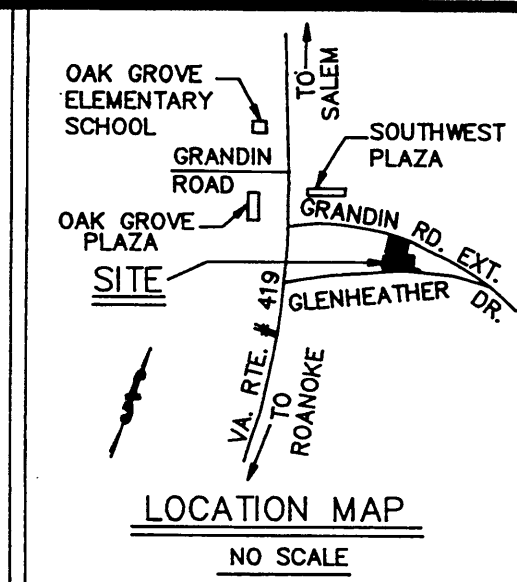 OAK GROVE
ELEMENTARY
SCHOOL
TO
SALEM
GRANDIN
ROAD
SOUTHWEST
PLAZA
OAK GROVE
PLAZA
GRANDIN RD. EXT.
SITE
GLENHEATHER DR.
VA. RTE. # 419
TO
ROANOKE
LOCATION MAP
NO SCALE